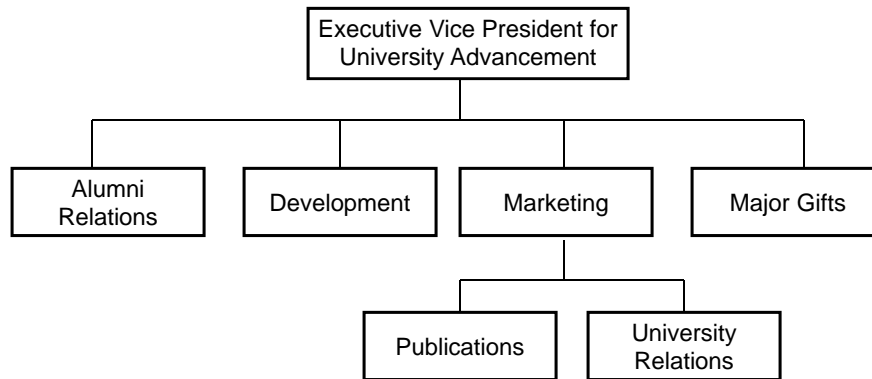 Executive Vice President for
University Advancement
Alumni
Relations
Development
Marketing
Major Gifts
Publications
University
Relations